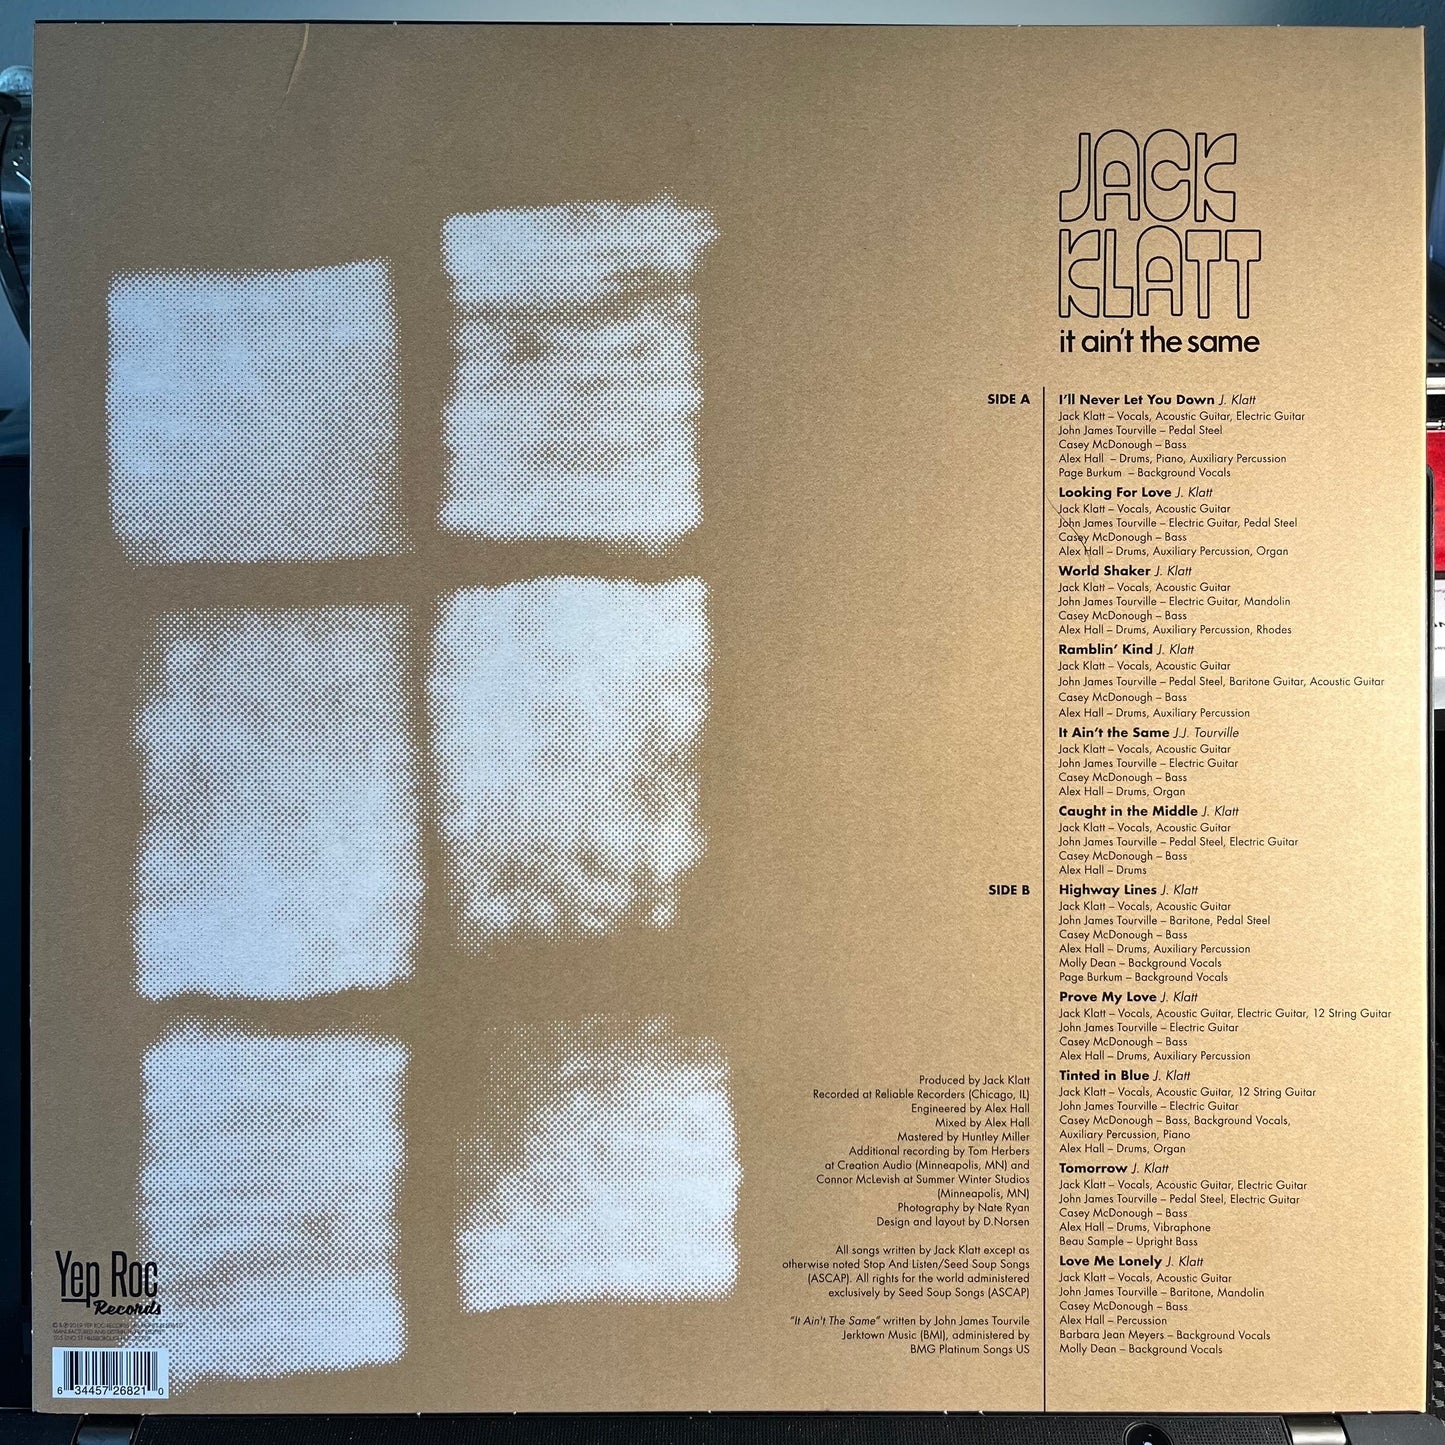 JACK
KLATT
it ain't the same
SIDE A
I'll Never Let You Down J. Klatt
Jack Klatt – Vocals, Acoustic Guitar, Electric Guitar
John James Tourville – Pedal Steel
Casey McDonough – Bass
Alex Hall – Drums, Piano, Auxiliary Percussion
Page Burkum – Background Vocals
Looking For Love J. Klatt
Jack Klatt – Vocals, Acoustic Guitar
John James Tourville – Electric Guitar, Pedal Steel
Casey McDonough – Bass
Alex Hall – Drums, Auxiliary Percussion, Organ
World Shaker J. Klatt
Jack Klatt – Vocals, Acoustic Guitar
John James Tourville – Electric Guitar, Mandolin
Casey McDonough – Bass
Alex Hall – Drums, Auxiliary Percussion, Rhodes
Ramblin' Kind J. Klatt
Jack Klatt – Vocals, Acoustic Guitar
John James Tourville – Pedal Steel, Baritone Guitar, Acoustic Guitar
Casey McDonough – Bass
Alex Hall – Drums, Auxiliary Percussion
It Ain't the Same J.J. Tourville
Jack Klatt – Vocals, Acoustic Guitar
John James Tourville – Electric Guitar
Casey McDonough – Bass
Alex Hall – Drums, Organ
Caught in the Middle J. Klatt
Jack Klatt – Vocals, Acoustic Guitar
John James Tourville – Pedal Steel, Electric Guitar
Casey McDonough – Bass
Alex Hall – Drums
SIDE B
Highway Lines J. Klatt
Jack Klatt – Vocals, Acoustic Guitar
John James Tourville – Baritone, Pedal Steel
Casey McDonough – Bass
Alex Hall – Drums, Auxiliary Percussion
Molly Dean – Background Vocals
Page Burkum – Background Vocals
Prove My Love J. Klatt
Jack Klatt – Vocals, Acoustic Guitar, Electric Guitar, 12 String Guitar
John James Tourville – Electric Guitar
Casey McDonough – Bass
Alex Hall – Drums, Auxiliary Percussion
Tinted in Blue J. Klatt
Jack Klatt – Vocals, Acoustic Guitar, 12 String Guitar
John James Tourville – Electric Guitar
Casey McDonough – Bass, Background Vocals,
Auxiliary Percussion, Piano
Alex Hall – Drums, Organ
Tomorrow J. Klatt
Jack Klatt – Vocals, Acoustic Guitar, Electric Guitar
John James Tourville – Pedal Steel, Electric Guitar
Casey McDonough – Bass
Alex Hall – Drums, Vibraphone
Beau Sample – Upright Bass
Love Me Lonely J. Klatt
Jack Klatt – Vocals, Acoustic Guitar
John James Tourville – Baritone, Mandolin
Casey McDonough – Bass
Alex Hall – Percussion
Barbara Jean Meyers – Background Vocals
Molly Dean – Background Vocals
Produced by Jack Klatt
Recorded at Reliable Recorders (Chicago, IL)
Engineered by Alex Hall
Mixed by Alex Hall
Mastered by Huntley Miller
Additional recording by Tom Herbers
at Creation Audio (Minneapolis, MN) and
Connor McLevish at Summer Winter Studios
(Minneapolis, MN)
Photography by Nate Ryan
Design and layout by D.Norsen
All songs written by Jack Klatt except as
otherwise noted Stop And Listen/Seed Soup Songs
(ASCAP). All rights for the world administered
exclusively by Seed Soup Songs (ASCAP)
"It Ain't The Same" written by John James Tourvile
Jerktown Music (BMI), administered by
BMG Platinum Songs US
Yep Roc
Records
© & ℗ 2019 YEP ROC RECORDS
MANUFACTURED AND DISTRIBUTED BY
6 34457 26821 0